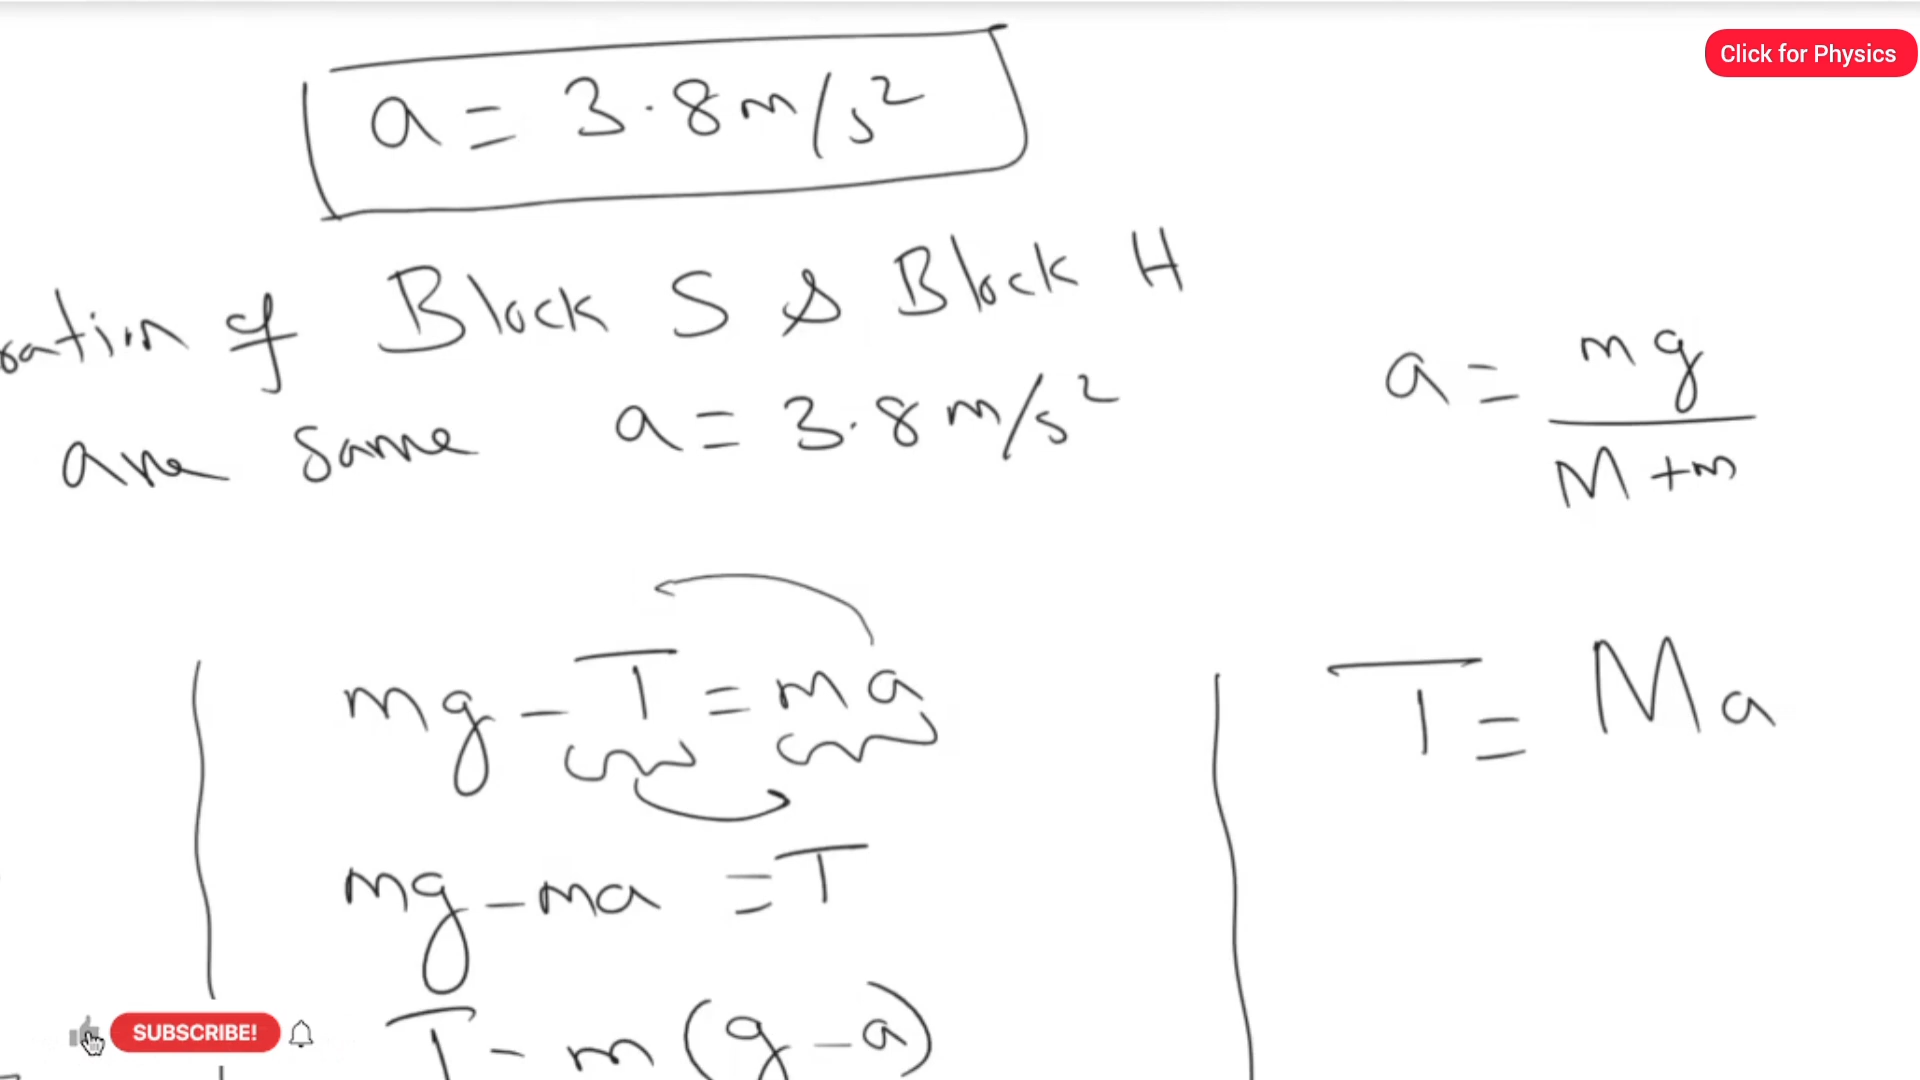 Click for Physics
a = 3.8 m/s²
ration of Block S & Block H
are same a = 3.8 m/s²
a = mg
M + m
mg - T = ma
T = Ma
mg - ma = T
T = m (g - a)
SUBSCRIBE!